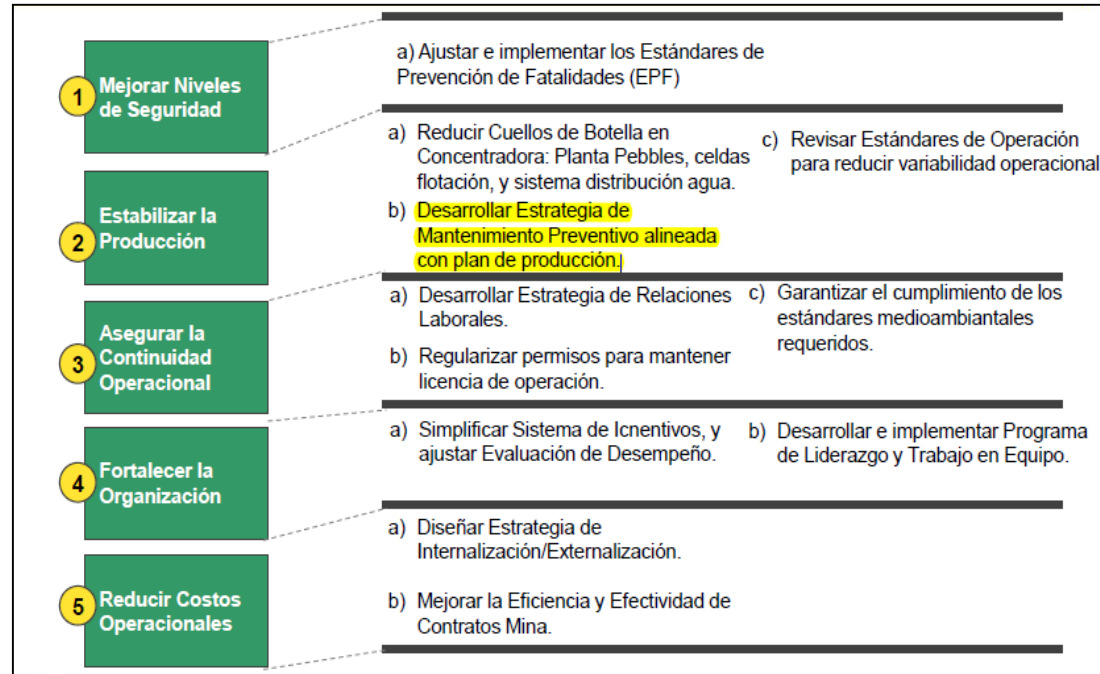 1
Mejorar Niveles
de Seguridad
a) Ajustar e implementar los Estándares de
Prevención de Fatalidades (EPF)
2
Estabilizar la
Producción
a) Reducir Cuellos de Botella en
Concentradora: Planta Pebbles, celdas
flotación, y sistema distribución agua.
b) Desarrollar Estrategia de
Mantenimiento Preventivo alineada
con plan de producción.
c) Revisar Estándares de Operación
para reducir variabilidad operacional
3
Asegurar la
Continuidad
Operacional
a) Desarrollar Estrategia de Relaciones
Laborales.
b) Regularizar permisos para mantener
licencia de operación.
c) Garantizar el cumplimiento de los
estándares medioambiantales
requeridos.
4
Fortalecer la
Organización
a) Simplificar Sistema de Icnentivos, y
ajustar Evaluación de Desempeño.
b) Desarrollar e implementar Programa
de Liderazgo y Trabajo en Equipo.
5
Reducir Costos
Operacionales
a) Diseñar Estrategia de
Internalización/Externalización.
b) Mejorar la Eficiencia y Efectividad de
Contratos Mina.